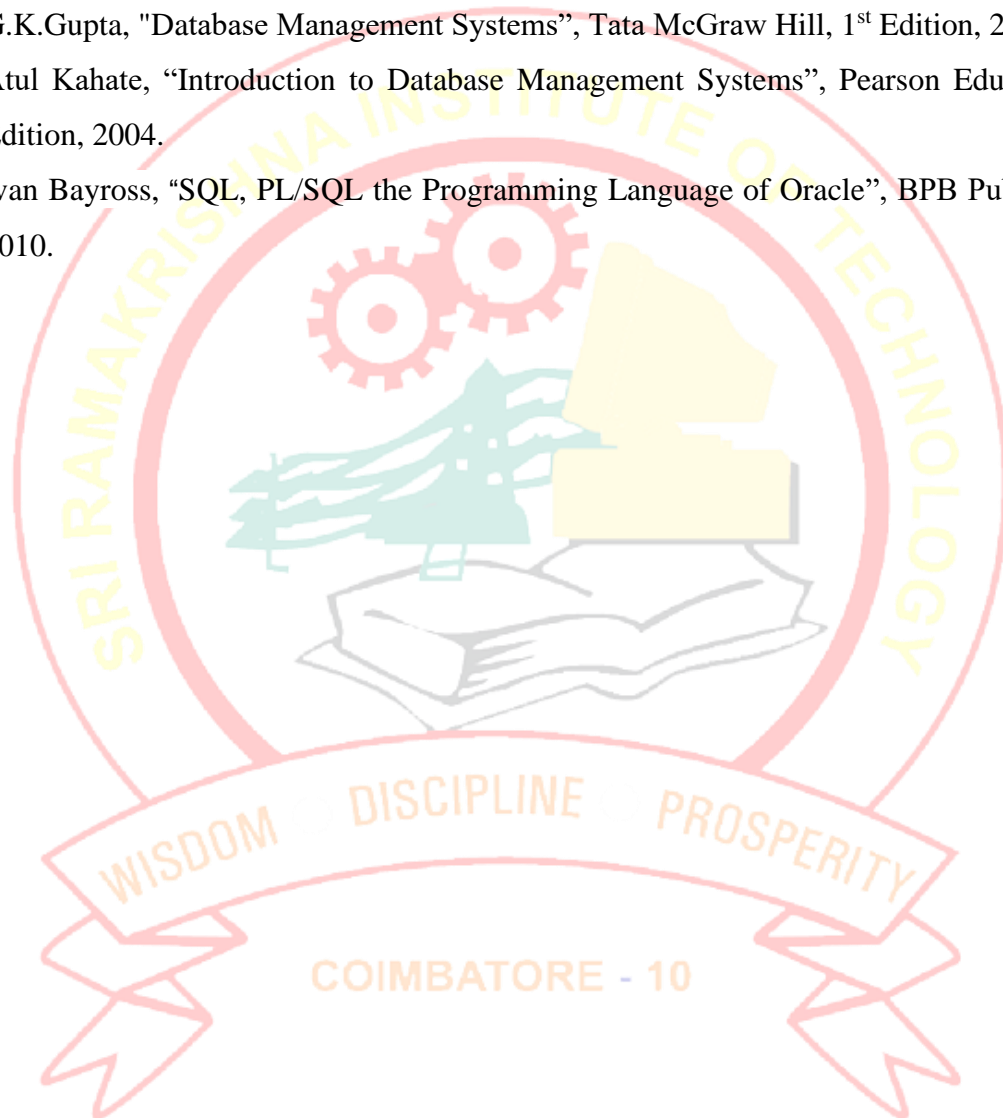 G.K.Gupta, "Database Management Systems”, Tata McGraw Hill, 1st Edition, 2
Atul Kahate, “Introduction to Database Management Systems”, Pearson Edu
Edition, 2004.
van Bayross, “SQL, PL/SQL the Programming Language of Oracle”, BPB Pu
010.
SRI RAMAKRISHNA INSTITUTE OF TECHNOLOGY
WISDOM DISCIPLINE PROSPERITY
COIMBATORE - 10